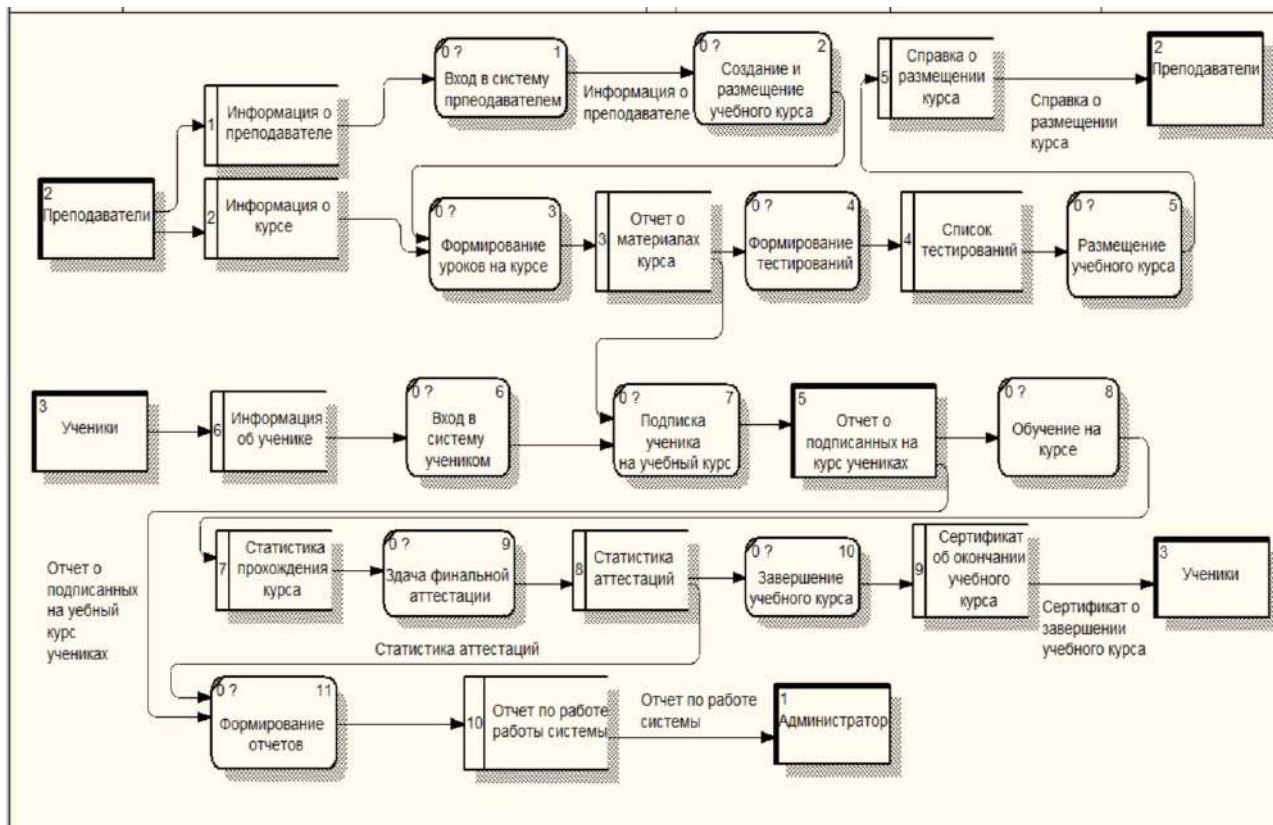 0 ?
1
Вход в систему
прпеодавателем
Информация о
преподавателе
0 ?
2
Создание и
размещение
учебного курса
5
Справка о
размещении
курса
Справка о
размещении
курса
2
Преподаватели
1
Информация о
преподавателе
2
Преподаватели
2
Информация о
курсе
0 ?
3
Формирование
уроков на курсе
3
Отчет о
материалах
курса
0 ?
4
Формирование
тестирований
4
Список
тестирований
0 ?
5
Размещение
учебного курса
3
Ученики
6
Информация
об ученике
0 ?
6
Вход в
систему
учеником
0 ?
7
Подписка
ученика
на учебный курс
5
Отчет о
подписанных на
курс учениках
0 ?
8
Обучение на
курсе
Отчет о
подписанных
на уебный
курс
учениках
7
Статистика
прохождения
курса
0 ?
9
Здача финальной
аттестации
8
Статистика
аттестаций
0 ?
10
Завершение
учебного курса
9
Сертификат
об окончании
учебного
курса
Сертификат о
завершении
учебного курса
3
Ученики
Статистика аттестаций
0 ?
11
Формирование
отчетов
10
Отчет по работе
работы системы
Отчет по работе
системы
1
Администратор